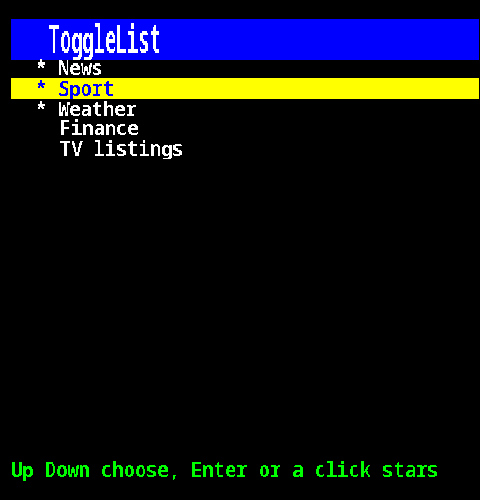 ToggleList
* News
* Sport
* Weather
Finance
TV listings
Up Down choose, Enter or a click stars